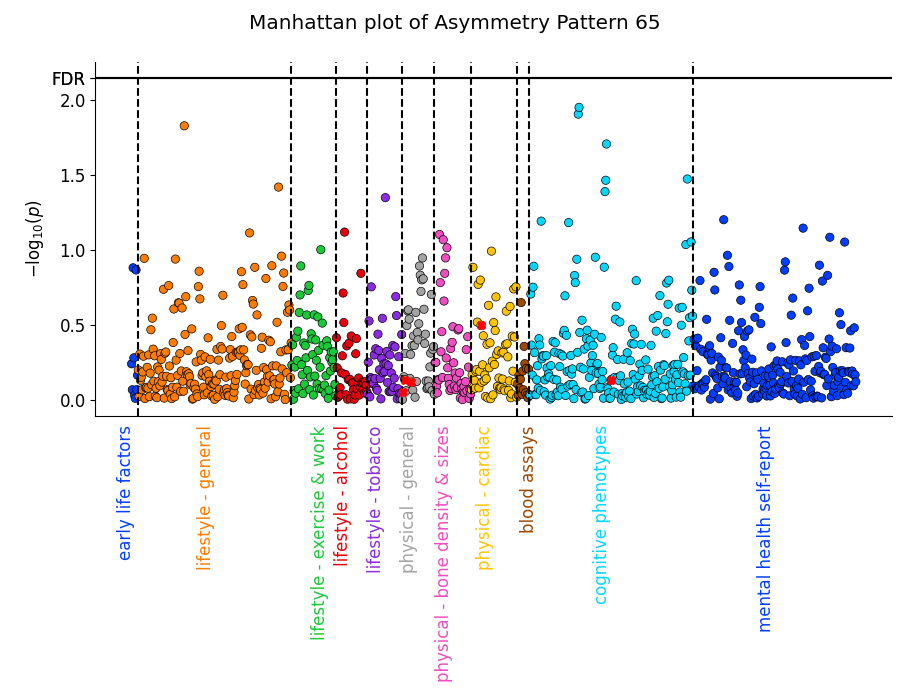 Manhattan plot of Asymmetry Pattern 65
FDR
2.0
1.5
1.0
0.5
0.0
−log₁₀(p)
early life factors
lifestyle - general
lifestyle - exercise & work
lifestyle - alcohol
lifestyle - tobacco
physical - general
physical - bone density & sizes
physical - cardiac
blood assays
cognitive phenotypes
mental health self-report